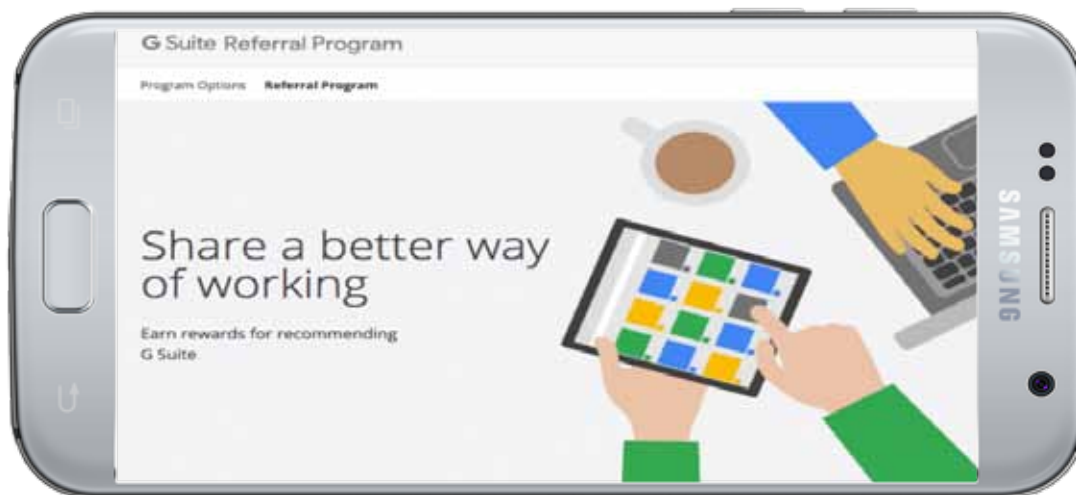 G Suite Referral Program
Program Options Referral Program
Share a better way
of working
Earn rewards for recommending
G Suite
SAMSUNG